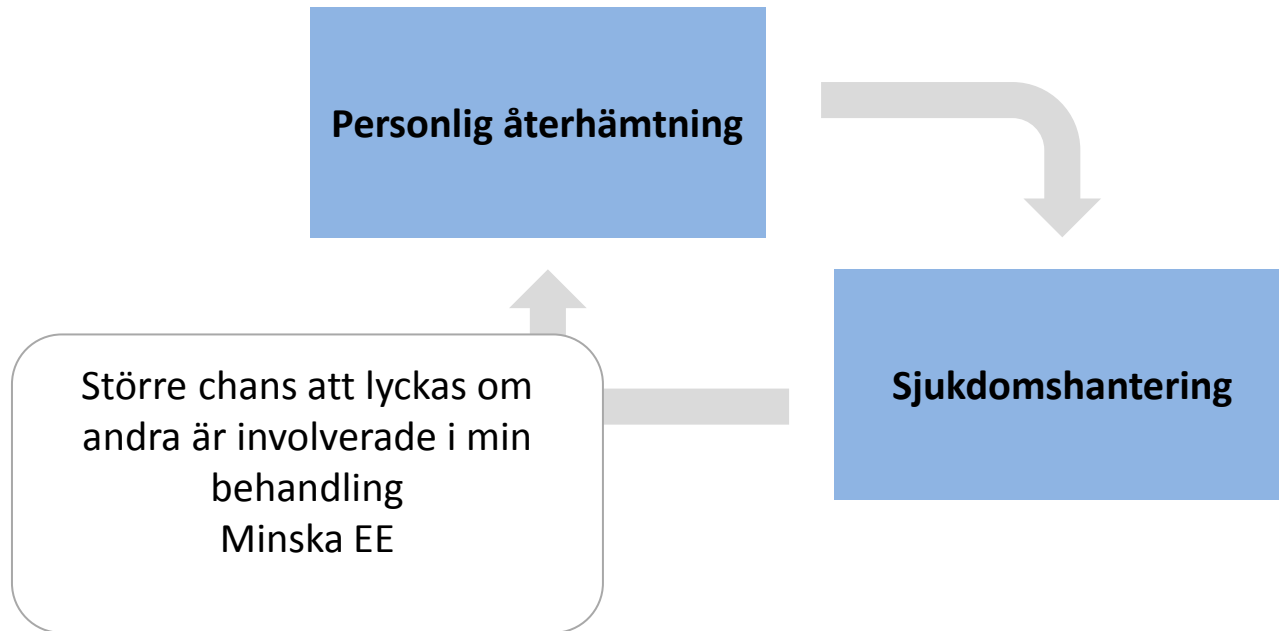 Personlig återhämtning
Sjukdomshantering
Större chans att lyckas om
andra är involverade i min
behandling
Minska EE